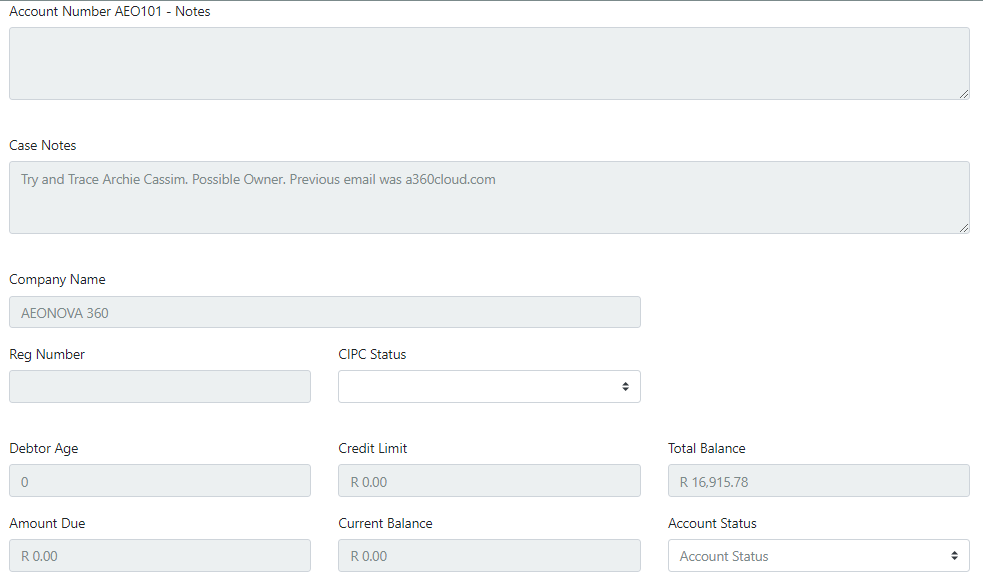 Account Number AEO101 - Notes
Case Notes
Try and Trace Archie Cassim. Possible Owner. Previous email was a360cloud.com
Company Name
AEONOVA 360
Reg Number CIPC Status
Debtor Age Credit Limit Total Balance
0 R 0.00 R 16,915.78
Amount Due Current Balance Account Status
R 0.00 R 0.00 Account Status